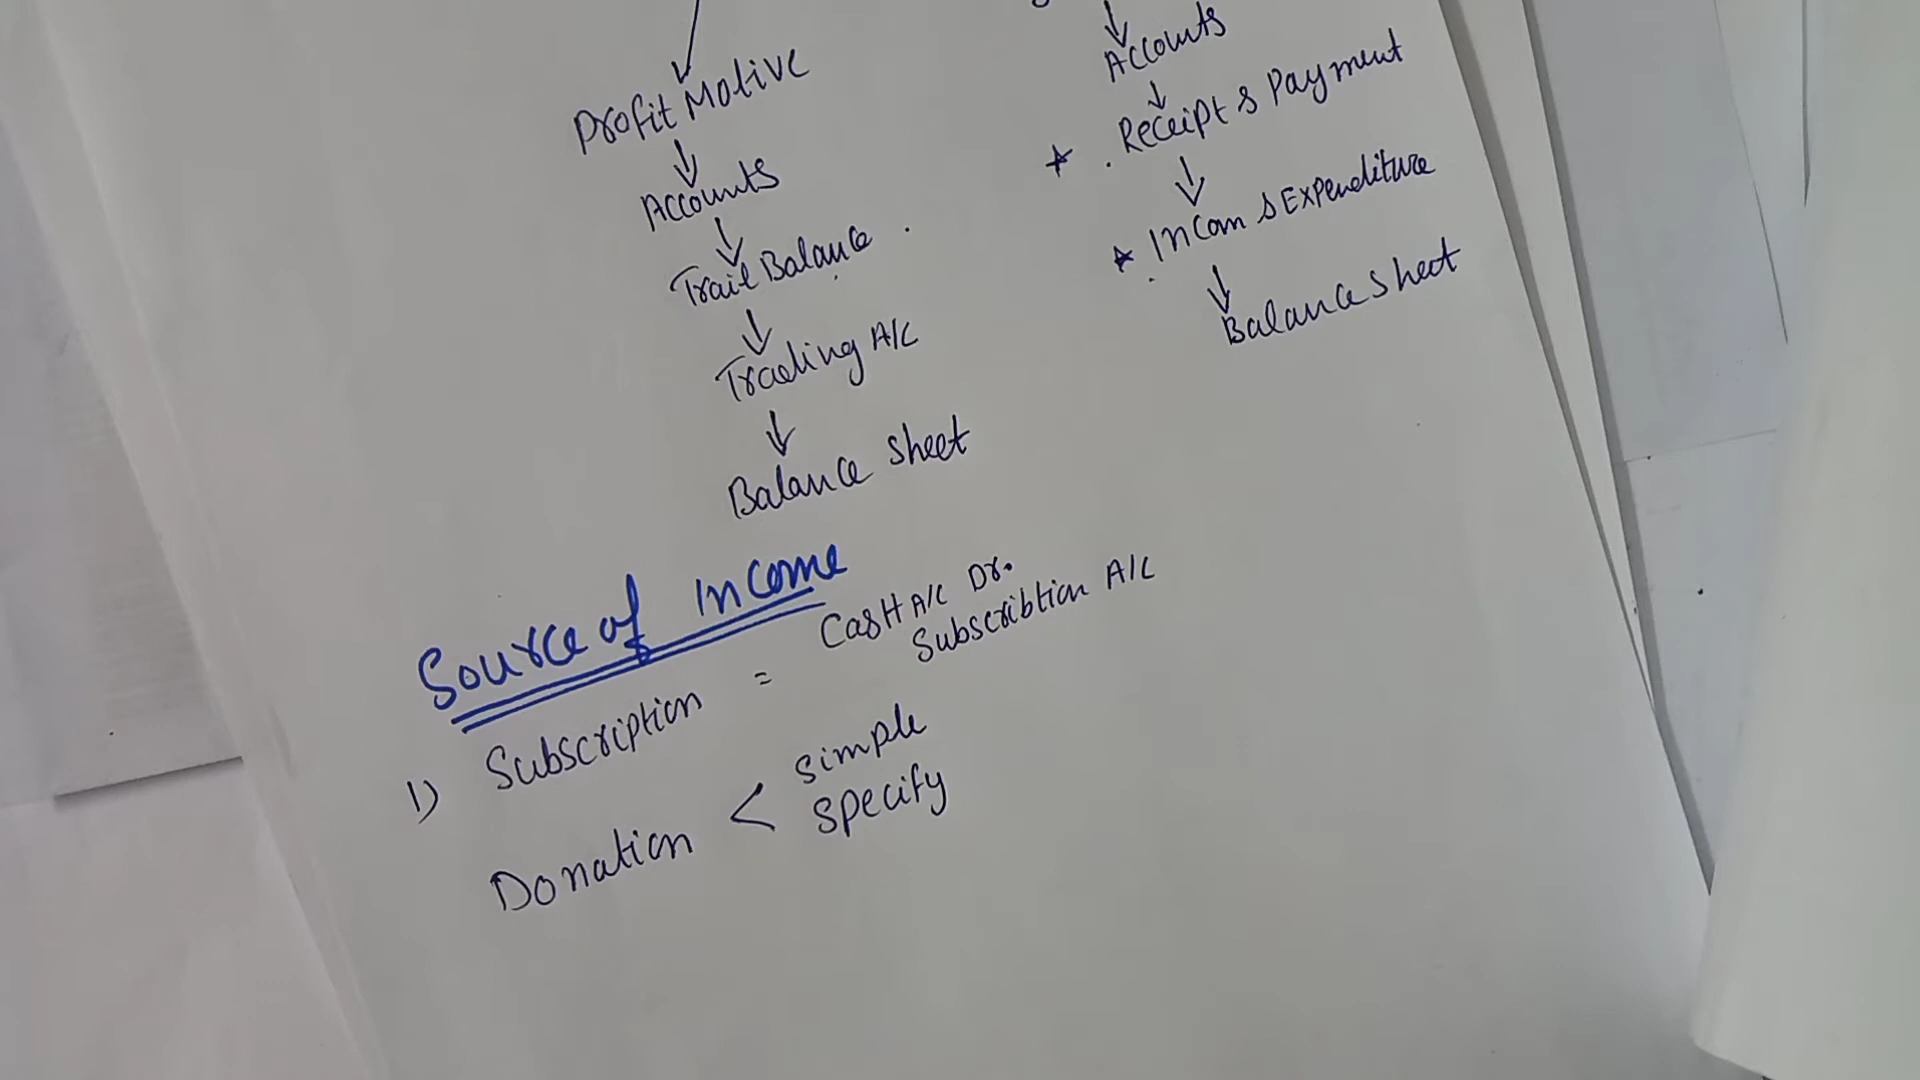 Profit Motive
Accounts
Trail Balance
Trading A/C
Balance Sheet
Accounts
Receipt & Payment
Incom & Expenditure
Balance sheet
Source of Income
1) Subscription = Cash A/C Dr.
Subscribtion A/C
Donation < simple
specify